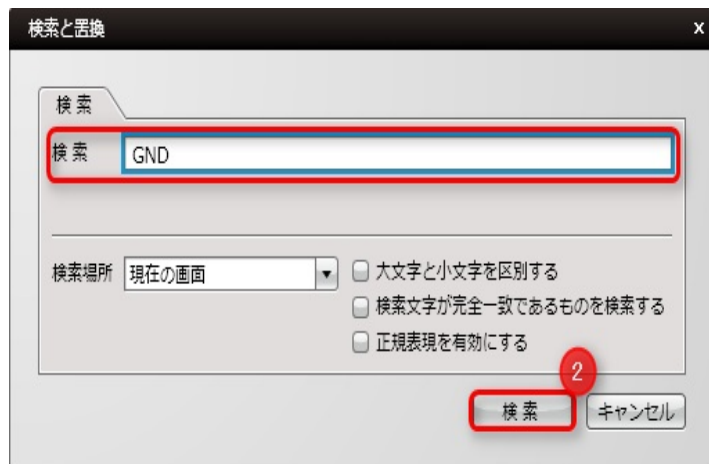 検索と置換 x
検索
検索 GND
検索場所 現在の画面 大文字と小文字を区別する
検索文字が完全一致であるものを検索する
正規表現を有効にする
2
検索 キャンセル